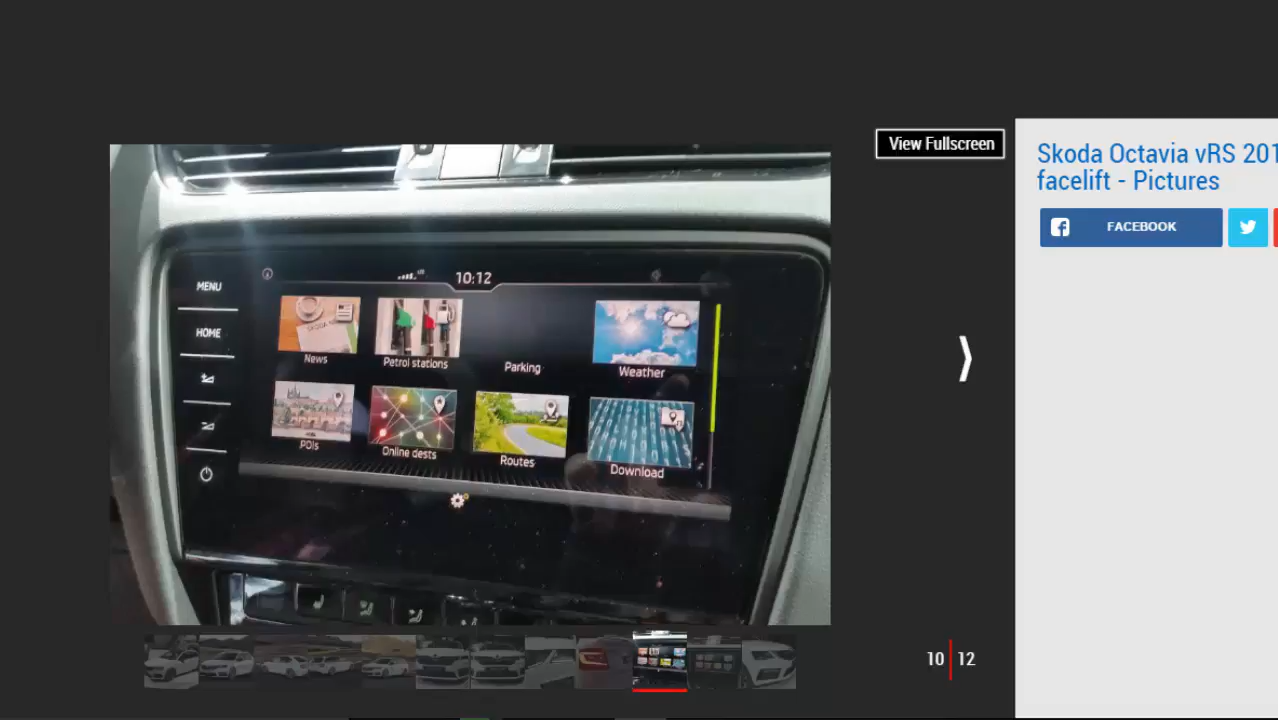 View Fullscreen
Skoda Octavia vRS 201
facelift - Pictures
FACEBOOK
10:12
MENU
HOME
News
Petrol stations
Parking
Weather
POIs
Online dests
Routes
Download
10 12